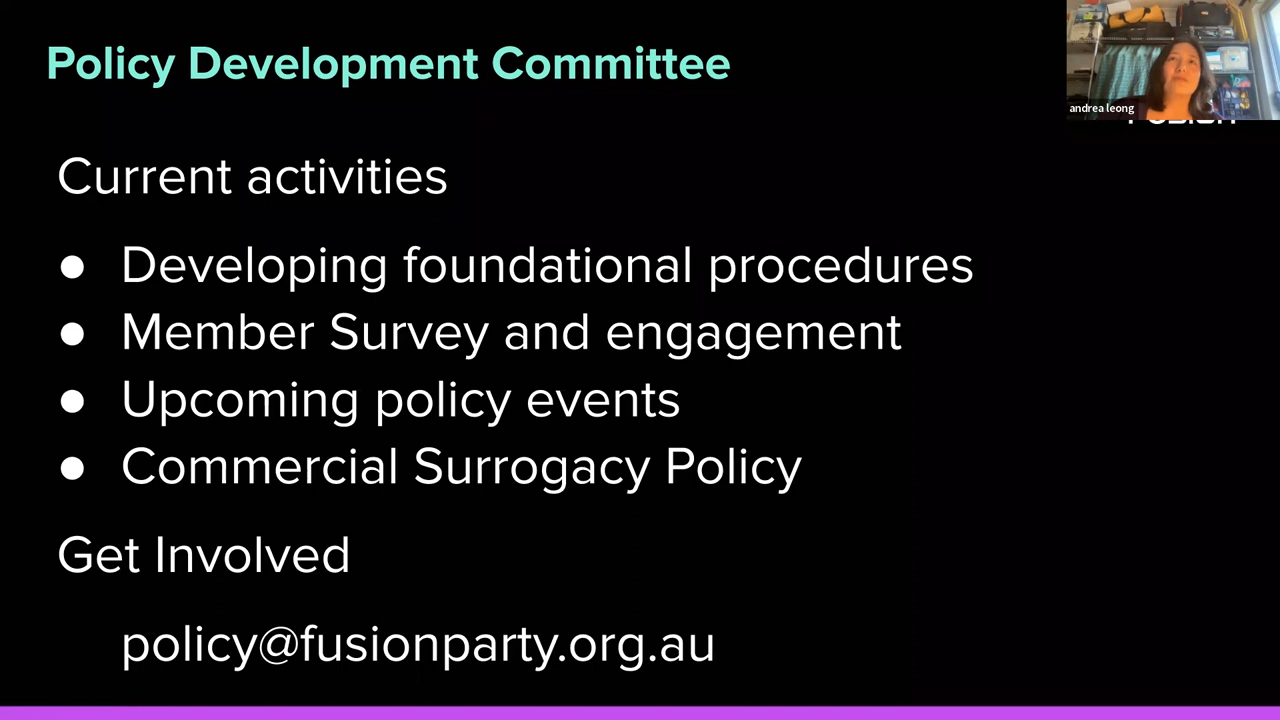 Policy Development Committee
andrea leong
Current activities
● Developing foundational procedures
● Member Survey and engagement
● Upcoming policy events
● Commercial Surrogacy Policy
Get Involved
policy@fusionparty.org.au